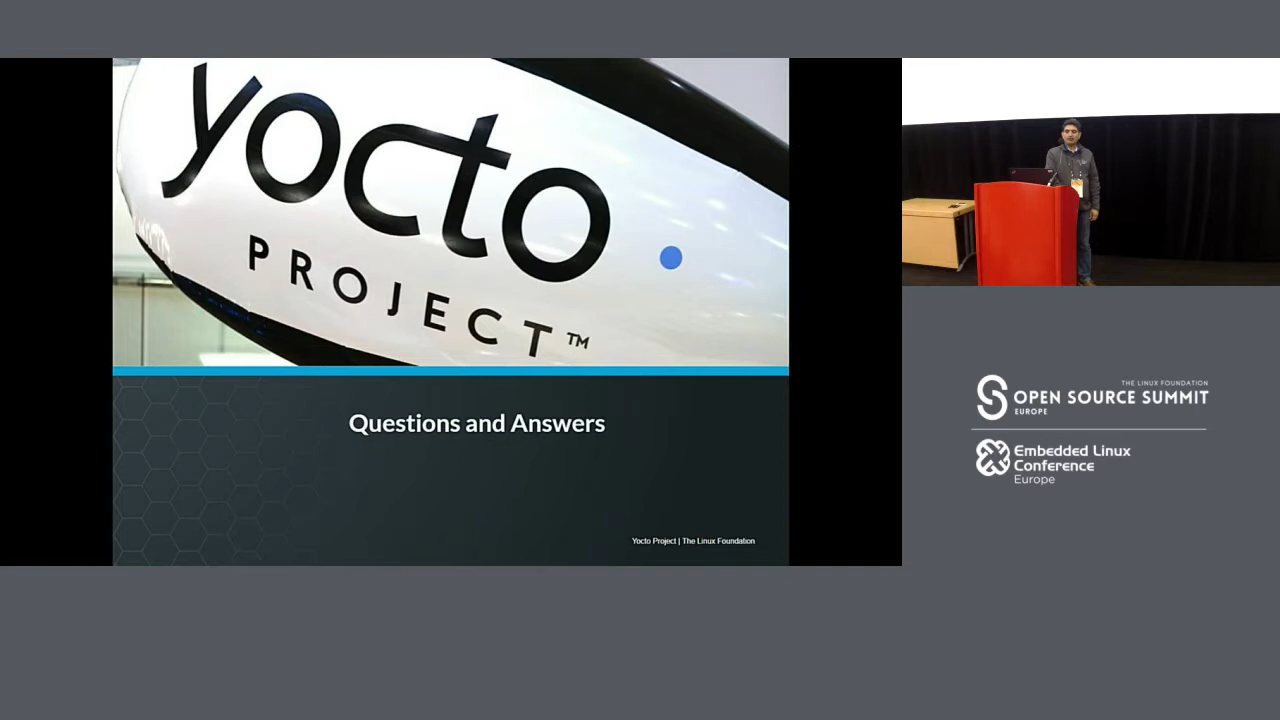 yocto
PROJECT™
Questions and Answers
Yocto Project | The Linux Foundation
THE LINUX FOUNDATION
OPEN SOURCE SUMMIT
EUROPE
Embedded Linux
Conference
Europe